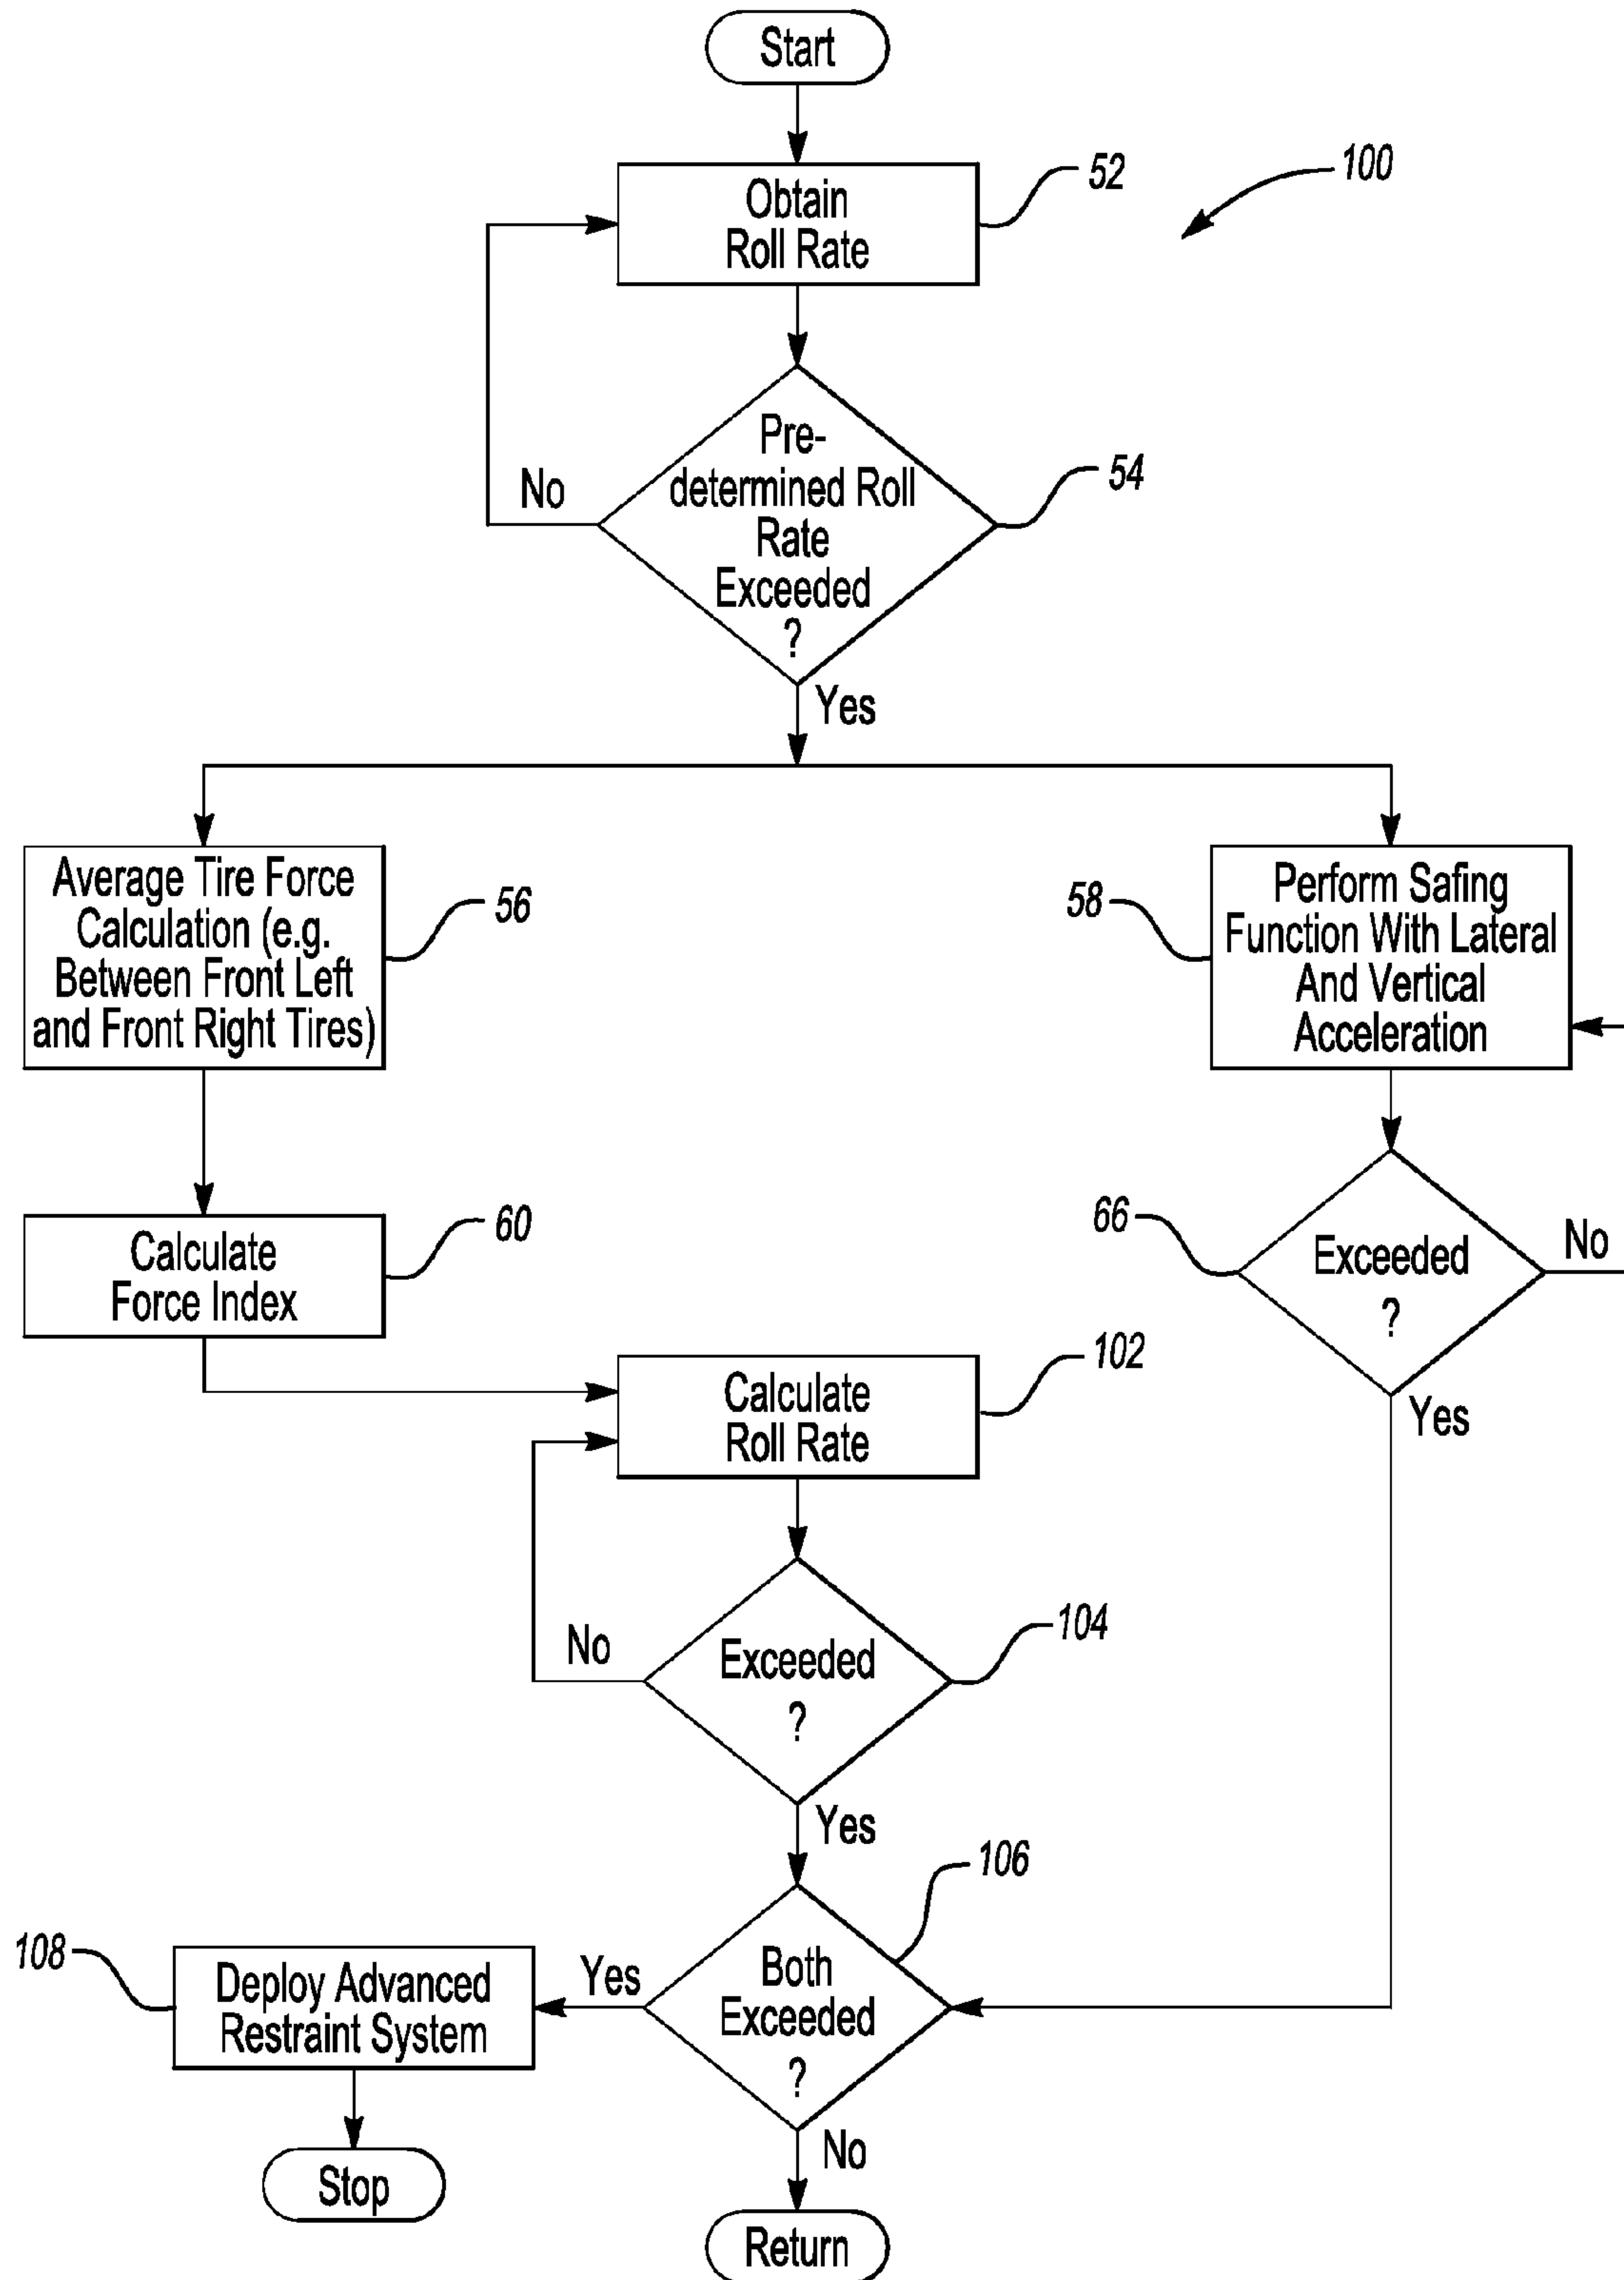 Start
Obtain
Roll Rate
52
100
Pre-
determined Roll
Rate
Exceeded
?
54
No
Yes
Average Tire Force
Calculation (e.g.
Between Front Left
and Front Right Tires)
56
58
Perform Safing
Function With Lateral
And Vertical
Acceleration
Calculate
Force Index
60
66
Exceeded
?
No
Yes
Calculate
Roll Rate
102
Exceeded
?
104
No
Yes
106
Both
Exceeded
?
Yes
108
Deploy Advanced
Restraint System
Stop
No
Return